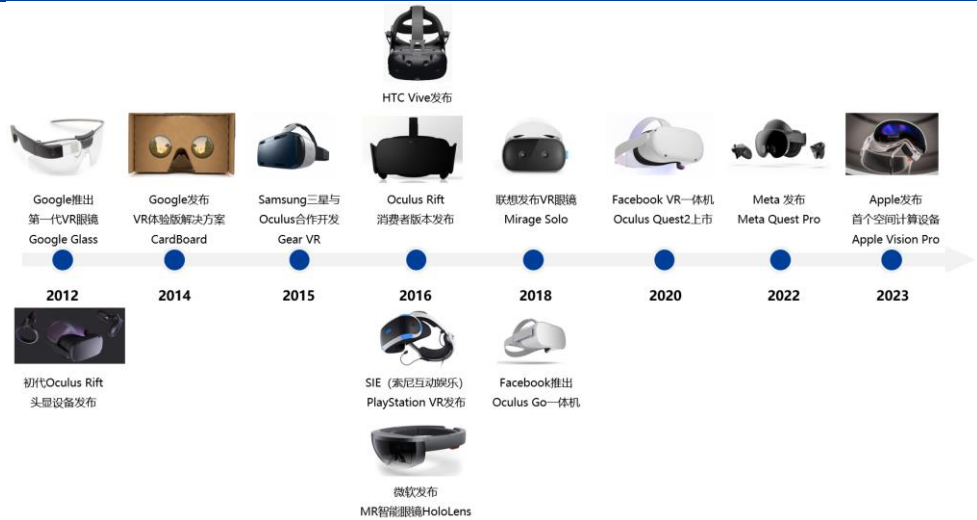 HTC Vive发布
Google推出
第一代VR眼镜
Google Glass
Google发布
VR体验版解决方案
CardBoard
Samsung三星与
Oculus合作开发
Gear VR
Oculus Rift
消费者版本发布
联想发布VR眼镜
Mirage Solo
Facebook VR一体机
Oculus Quest2上市
Meta 发布
Meta Quest Pro
Apple发布
首个空间计算设备
Apple Vision Pro
2012
2014
2015
2016
2018
2020
2022
2023
初代Oculus Rift
头显设备发布
SIE（索尼互动娱乐）
PlayStation VR发布
Facebook推出
Oculus Go一体机
微软发布
MR智能眼镜HoloLens